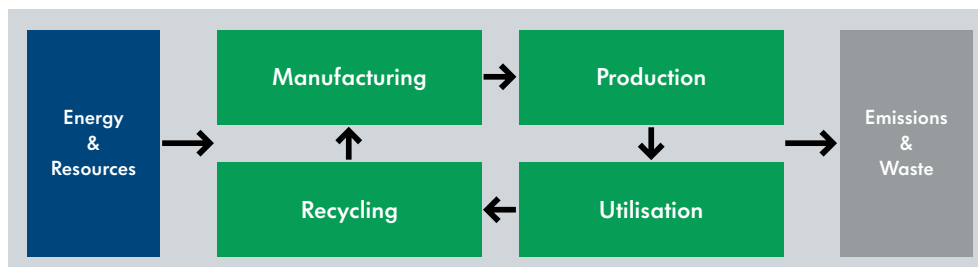 Energy
&
Resources
Manufacturing
Production
Recycling
Utilisation
Emissions
&
Waste